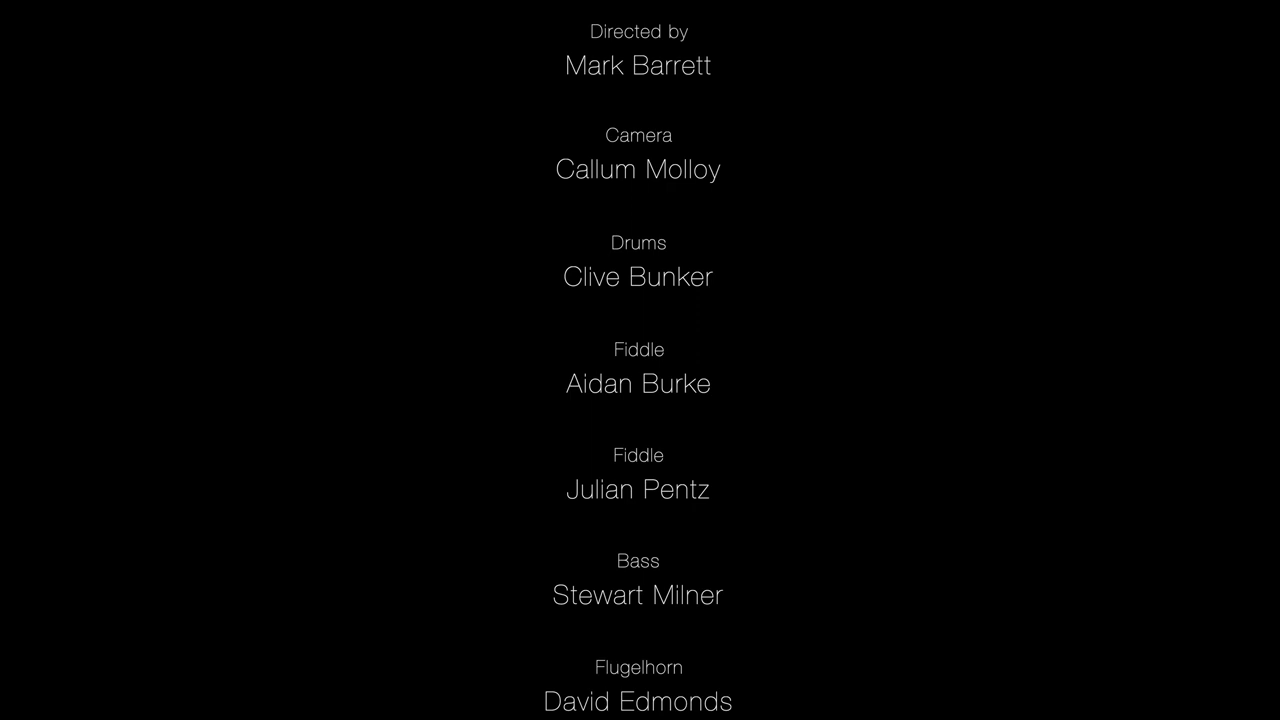 Directed by
Mark Barrett
Camera
Callum Molloy
Drums
Clive Bunker
Fiddle
Aidan Burke
Fiddle
Julian Pentz
Bass
Stewart Milner
Flugelhorn
David Edmonds